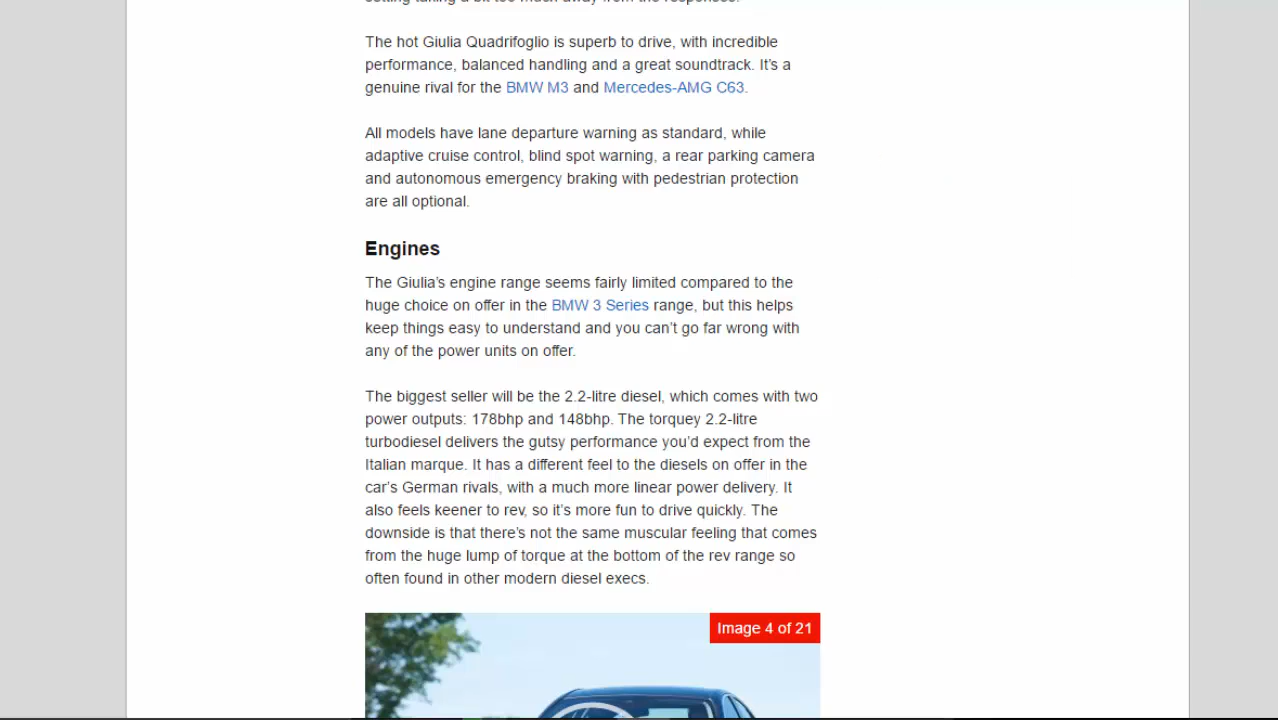 The hot Giulia Quadrifoglio is superb to drive, with incredible
performance, balanced handling and a great soundtrack. It’s a
genuine rival for the BMW M3 and Mercedes-AMG C63.
All models have lane departure warning as standard, while
adaptive cruise control, blind spot warning, a rear parking camera
and autonomous emergency braking with pedestrian protection
are all optional.
Engines
The Giulia’s engine range seems fairly limited compared to the
huge choice on offer in the BMW 3 Series range, but this helps
keep things easy to understand and you can’t go far wrong with
any of the power units on offer.
The biggest seller will be the 2.2-litre diesel, which comes with two
power outputs: 178bhp and 148bhp. The torquey 2.2-litre
turbodiesel delivers the gutsy performance you’d expect from the
Italian marque. It has a different feel to the diesels on offer in the
car’s German rivals, with a much more linear power delivery. It
also feels keener to rev, so it’s more fun to drive quickly. The
downside is that there’s not the same muscular feeling that comes
from the huge lump of torque at the bottom of the rev range so
often found in other modern diesel execs.
Image 4 of 21